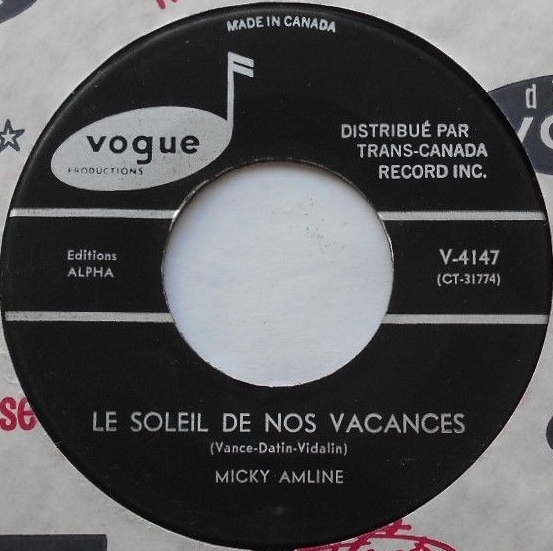 MADE IN CANADA
vogue
PRODUCTIONS
DISTRIBUÉ PAR
TRANS-CANADA
RECORD INC.
Editions
ALPHA
V-4147
(CT-31774)
LE SOLEIL DE NOS VACANCES
(Vance-Datin-Vidalin)
MICKY AMLINE
se
d